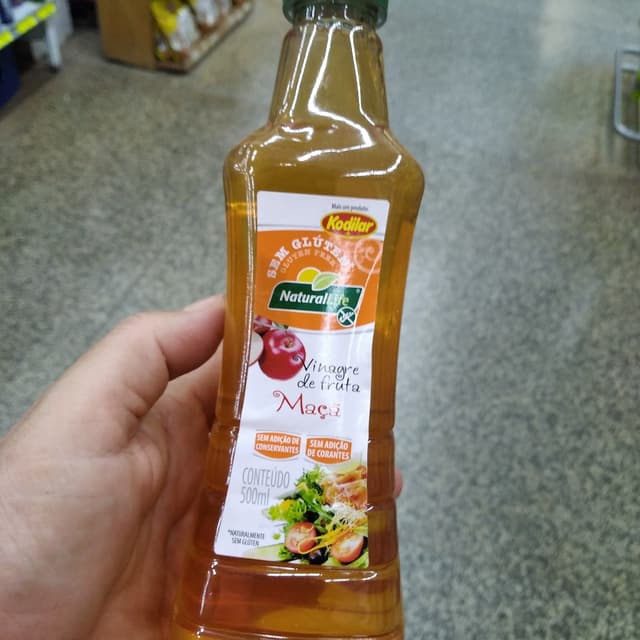 Mais um produto
Kodilar
SEM GLÚTEN
GLUTEN FREE
NaturalLife
Vinagre
de fruta
Maçã
SEM ADIÇÃO DE
CONSERVANTES
SEM ADIÇÃO
DE CORANTES
CONTEÚDO
500ml
*NATURALMENTE
SEM GLÚTEN